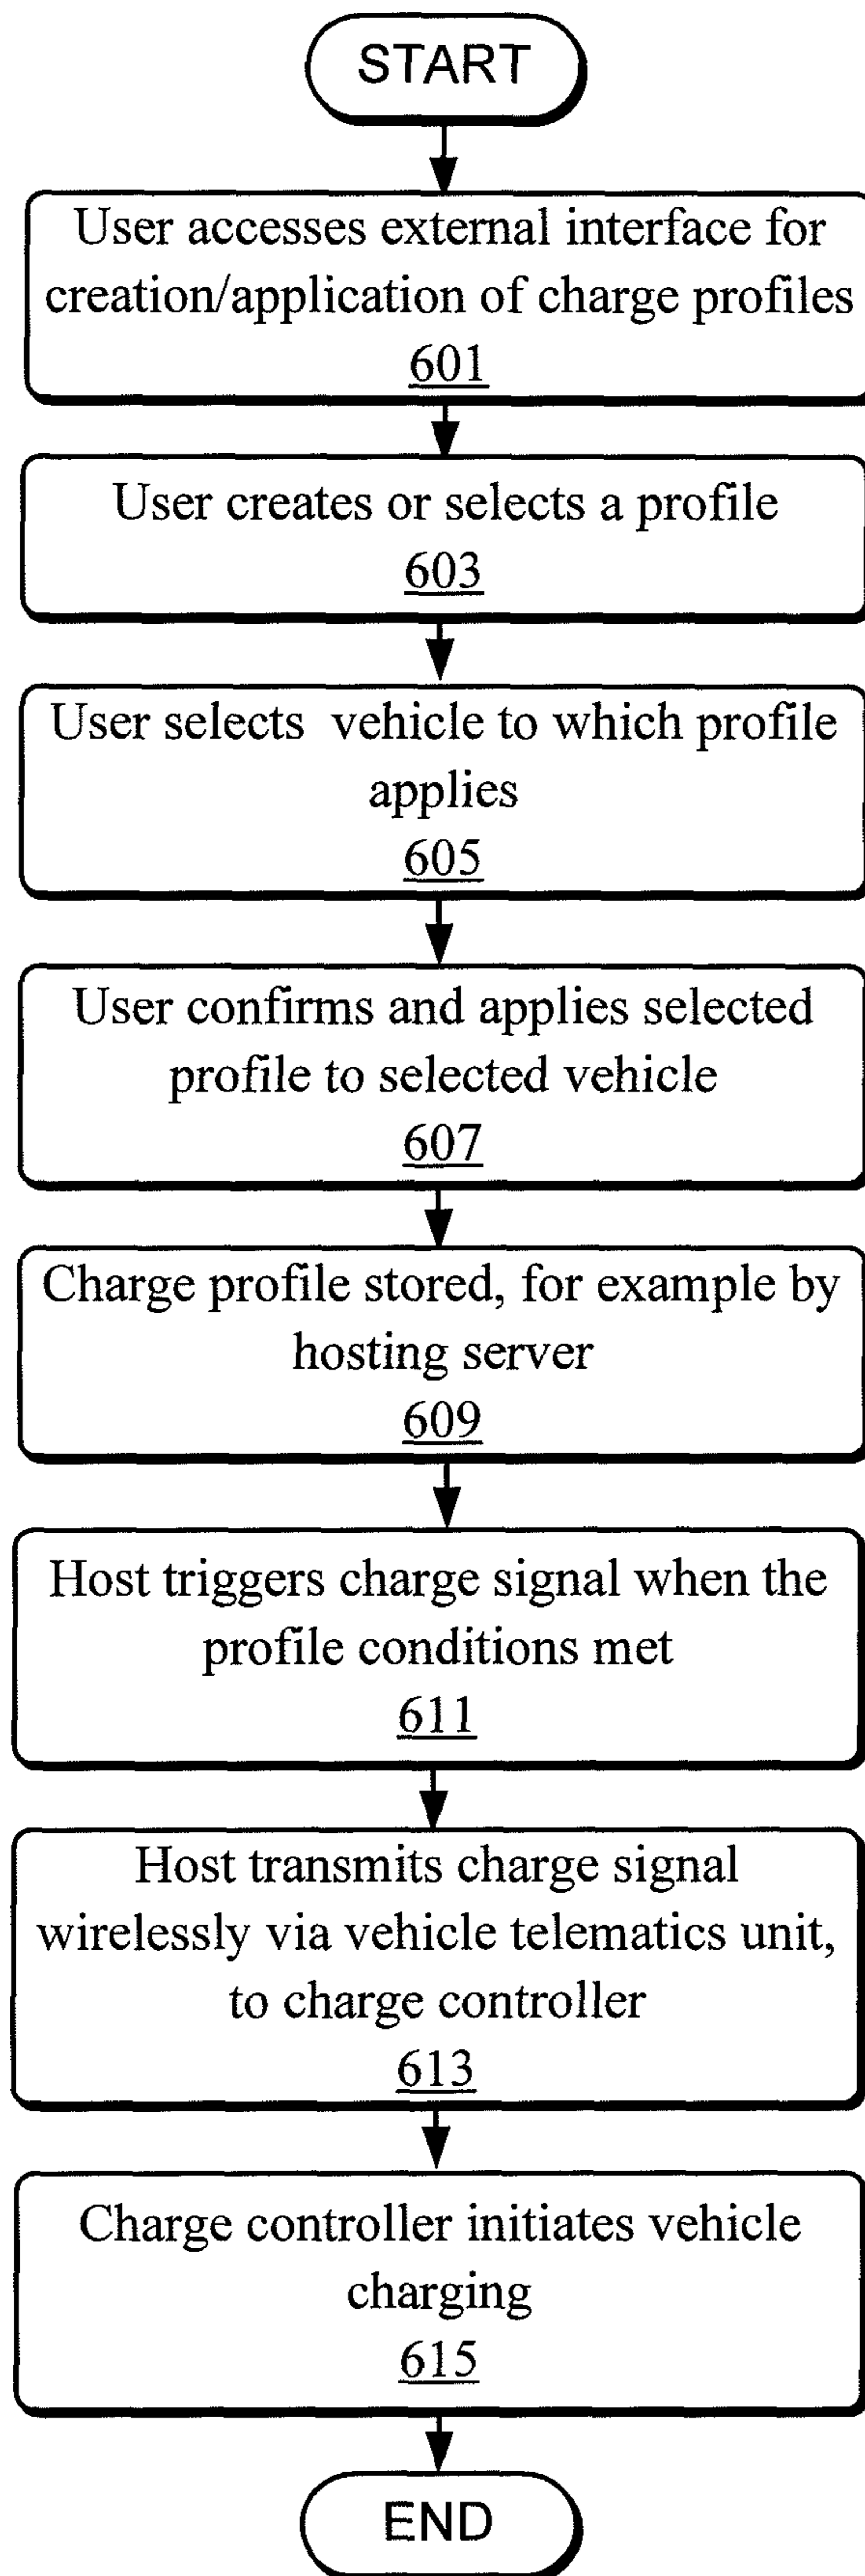 START
User accesses external interface for
creation/application of charge profiles
601
User creates or selects a profile
603
User selects vehicle to which profile
applies
605
User confirms and applies selected
profile to selected vehicle
607
Charge profile stored, for example by
hosting server
609
Host triggers charge signal when the
profile conditions met
611
Host transmits charge signal
wirelessly via vehicle telematics unit,
to charge controller
613
Charge controller initiates vehicle
charging
615
END